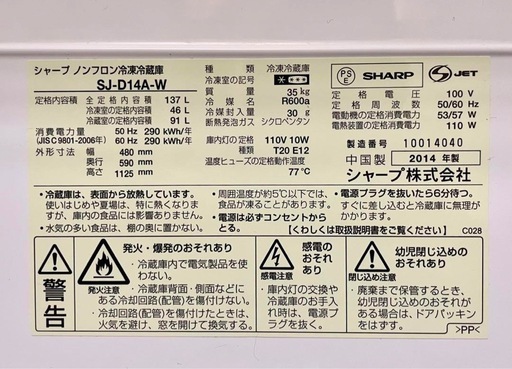 シャープ ノンフロン冷凍冷蔵庫
SJ-D14A-W
定格内容積 全定格内容積 137 L
冷凍室の定格内容積 46 L
冷蔵室の定格内容積 91 L
消費電力量 50 Hz 290 kWh/年
(JIS C 9801-2006年) 60 Hz 290 kWh/年
外形寸法 幅 480 mm
奥行 590 mm
高さ 1125 mm
種類 冷凍冷蔵庫
冷凍室の記号
質量 35 kg
冷媒 R600a
冷媒封入量 30 g
断熱材発泡ガス シクロペンタン
庫内灯の定格 110V 10W
T20 E12
温度ヒューズの定格動作温度
77℃
PSE SHARP S JET
定格電圧 100 V
定格周波数 50/60 Hz
電動機の定格消費電力 53/57 W
電熱装置の定格消費電力 110 W
製造番号 10014040
中国製 2014 年製
シャープ株式会社
・冷蔵庫は、表面から放熱しています。
使いはじめや夏場は、特に熱く感じ
ますが、庫内の食品には影響ありません。
・水気の多い食品は、棚の奥に置かない。
・周囲温度が約5℃以下では、
食品が凍ることがあります。
・電源は必ずコンセントか
らとる。
・電源プラグを抜いたら6分待つ。
すぐに差し込むと冷蔵庫が
運転しないことがあります。
【くわしくは取扱説明書をご覧ください】
C028
警告
発火注意
発火・爆発のおそれあり
・冷蔵庫内で電気製品を使わ
ない。
・冷蔵庫背面・側面などに
ある冷却回路(配管)を傷付けない。
・冷却回路(配管)を傷付けたときは、
火気を避け、窓を開けて換気する。
感電注意
感電の
おそれあり
・庫内灯の交換や
冷蔵庫のお手入
れ時は、電源プ
ラグを抜く。
閉じ込め注意
幼児閉じ込めの
おそれあり
・廃棄まで保管するときに、
幼児閉じ込めのおそれが
ある場合は、ドアパッキン
をはずす。
>PP<